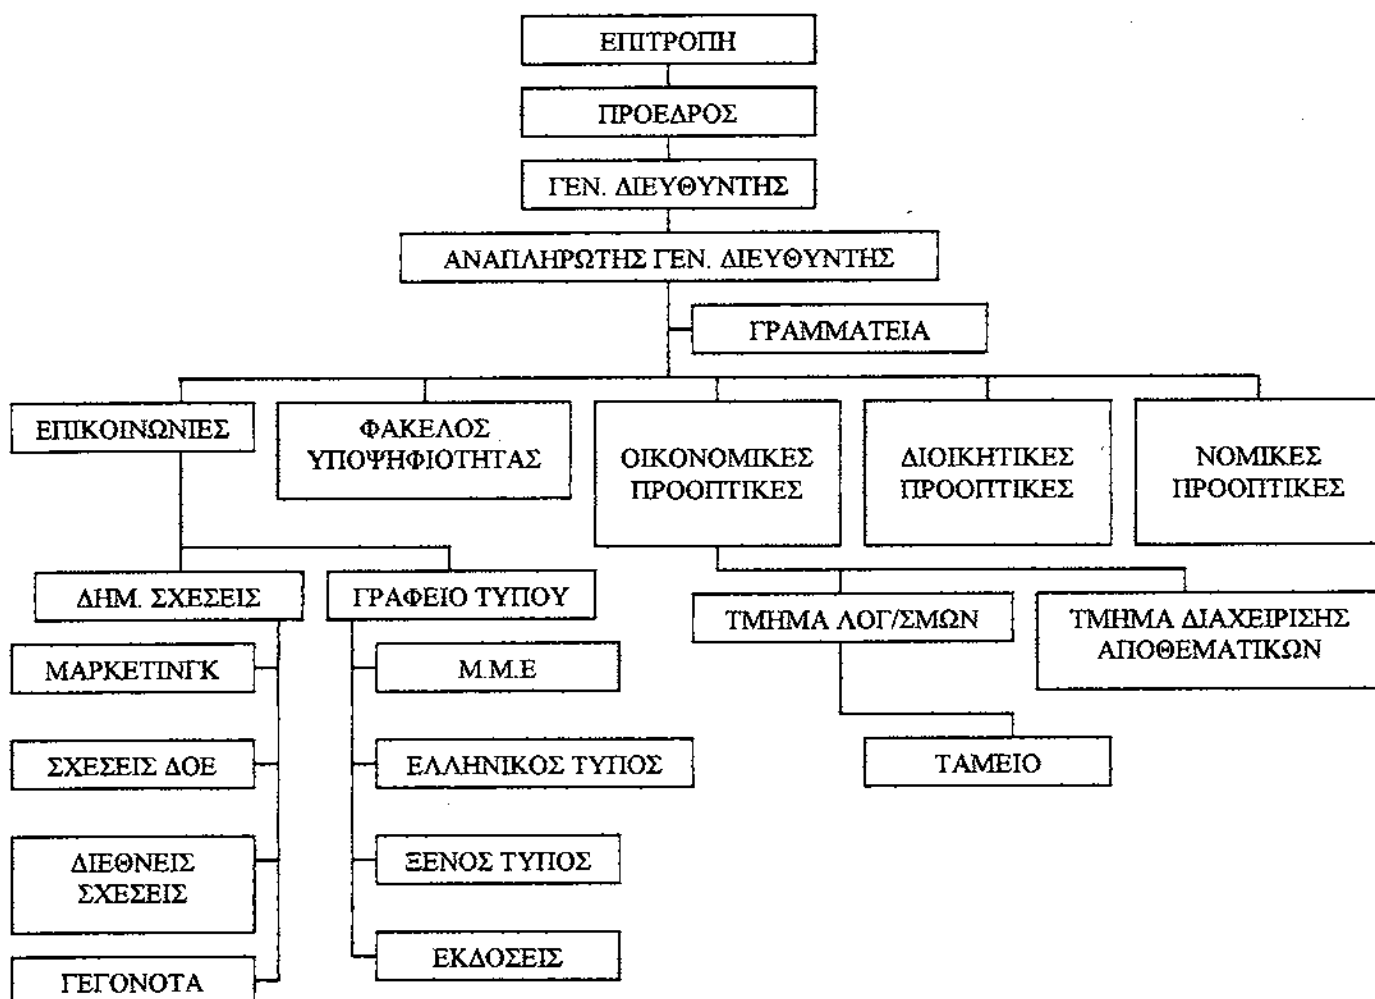 ΕΠΙΤΡΟΠΗ
ΠΡΟΕΔΡΟΣ
ΓΕΝ. ΔΙΕΥΘΥΝΤΗΣ
ΑΝΑΠΛΗΡΩΤΗΣ ΓΕΝ. ΔΙΕΥΘΥΝΤΗΣ
ΓΡΑΜΜΑΤΕΙΑ
ΕΠΙΚΟΙΝΩΝΙΕΣ
ΦΑΚΕΛΟΣ
ΥΠΟΨΗΦΙΟΤΗΤΑΣ
ΟΙΚΟΝΟΜΙΚΕΣ
ΠΡΟΟΠΤΙΚΕΣ
ΔΙΟΙΚΗΤΙΚΕΣ
ΠΡΟΟΠΤΙΚΕΣ
ΝΟΜΙΚΕΣ
ΠΡΟΟΠΤΙΚΕΣ
ΔΗΜ. ΣΧΕΣΕΙΣ
ΓΡΑΦΕΙΟ ΤΥΠΟΥ
ΤΜΗΜΑ ΛΟΓ/ΣΜΩΝ
ΤΜΗΜΑ ΔΙΑΧΕΙΡΙΣΗΣ
ΑΠΟΘΕΜΑΤΙΚΩΝ
ΜΑΡΚΕΤΙΝΓΚ
Μ.Μ.Ε
ΣΧΕΣΕΙΣ ΔΟΕ
ΕΛΛΗΝΙΚΟΣ ΤΥΠΟΣ
ΤΑΜΕΙΟ
ΔΙΕΘΝΕΙΣ
ΣΧΕΣΕΙΣ
ΞΕΝΟΣ ΤΥΠΟΣ
ΕΚΔΟΣΕΙΣ
ΓΕΓΟΝΟΤΑ